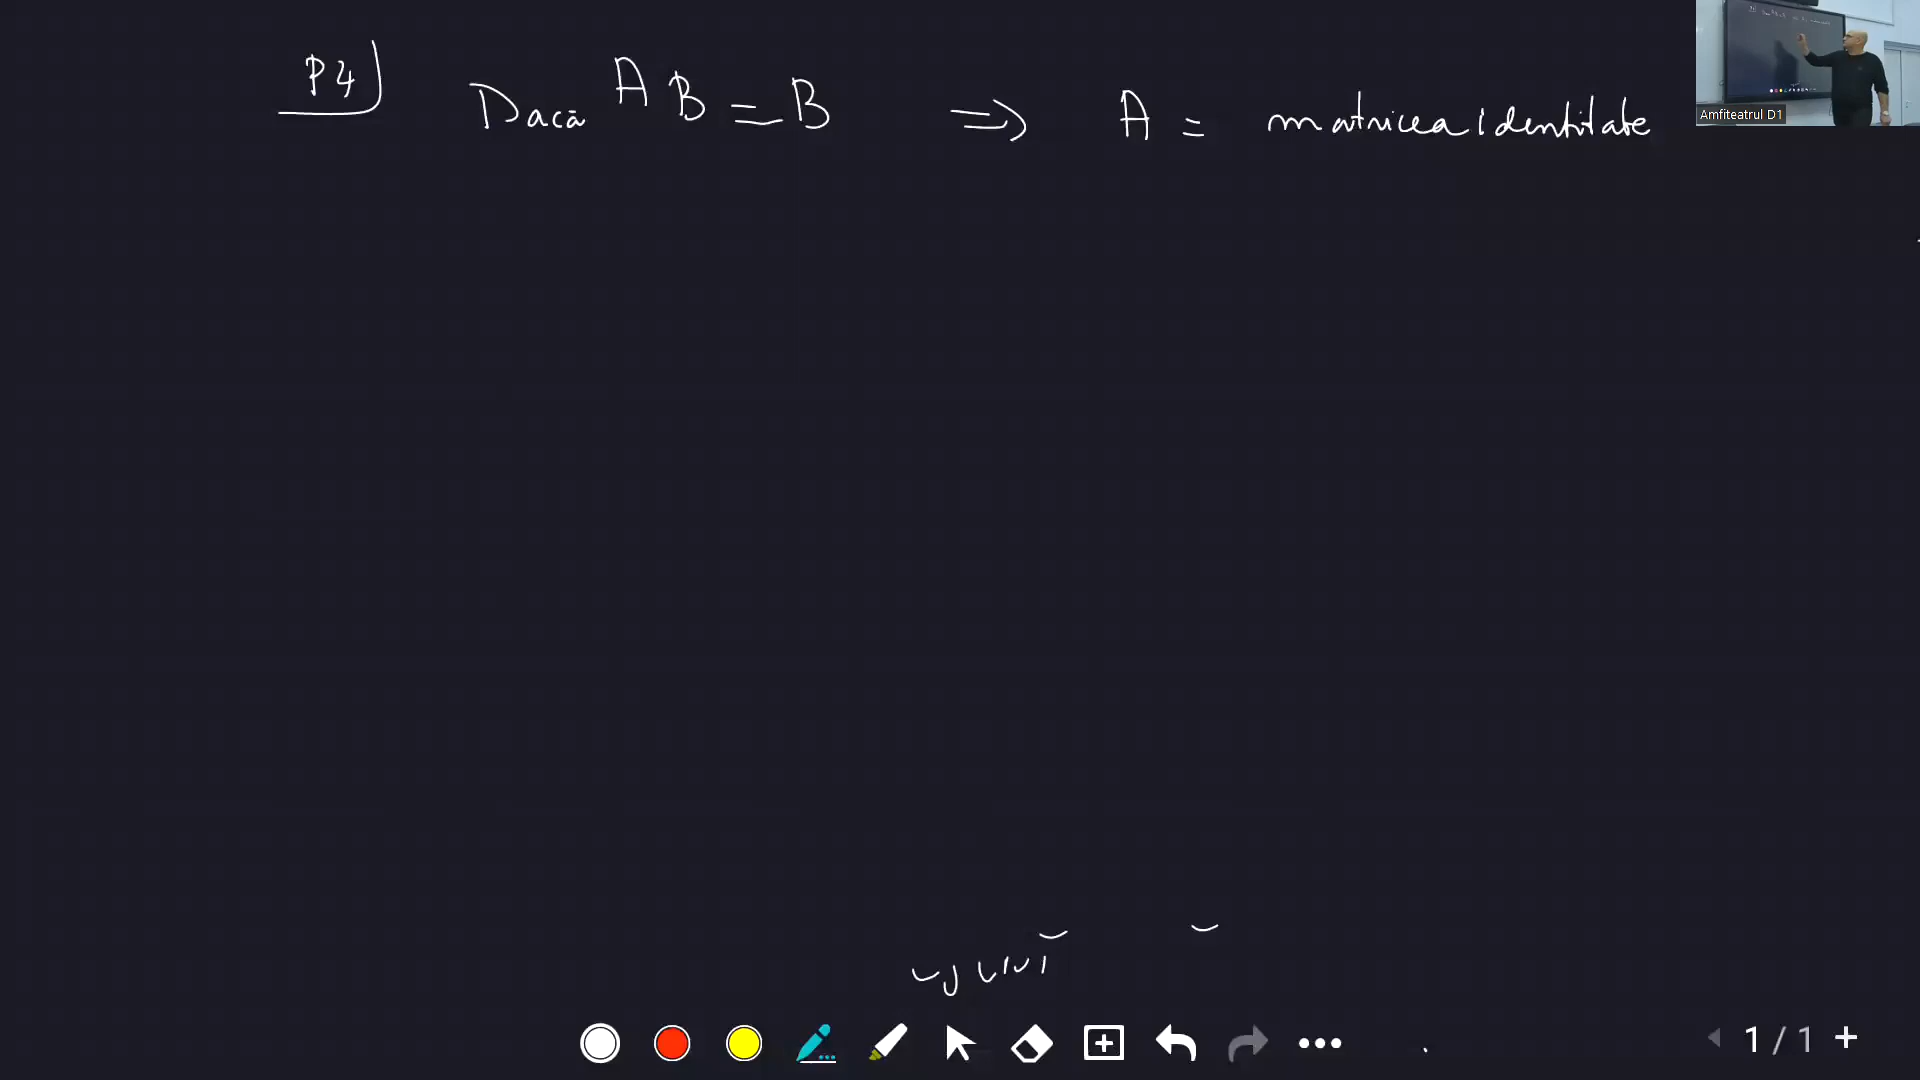 P4) Dacă AB = B ⇒ A = matricea identitate
Amfiteatrul D1
1 / 1